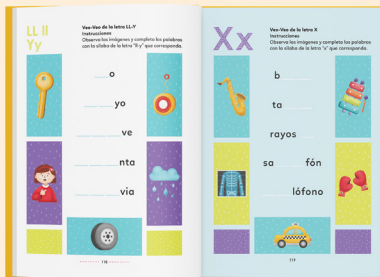 LL ll
Yy
Veo-Veo de la letra LL-Y
Instrucciones
Observa las imágenes y completa las palabras
con la sílaba de la letra "ll-y" que corresponda.
o
yo
ve
nta
via
118
Xx
Veo-Veo de la letra X
Instrucciones
Observa las imágenes y completa las palabras
con la sílaba de la letra "x" que corresponda.
b
ta
rayos
sa fón
lófono
119